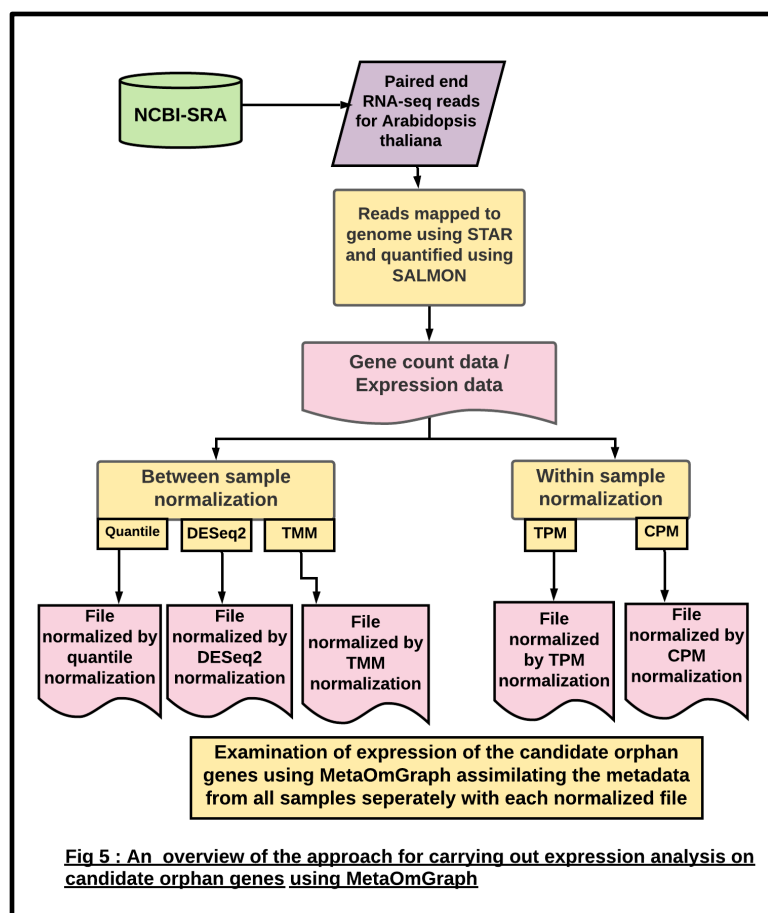 NCBI-SRA
Paired end
RNA-seq reads
for Arabidopsis
thaliana
Reads mapped to
genome using STAR
and quantified using
SALMON
Gene count data /
Expression data
Between sample
normalization
Within sample
normalization
Quantile
DESeq2
TMM
TPM
CPM
File
normalized by
quantile
normalization
File
normalized by
DESeq2
normalization
File
normalized by
TMM
normalization
File
normalized
by TPM
normalization
File
normalized by
CPM
normalization
Examination of expression of the candidate orphan
genes using MetaOmGraph assimilating the metadata
from all samples seperately with each normalized file
Fig 5 : An overview of the approach for carrying out expression analysis on
candidate orphan genes using MetaOmGraph